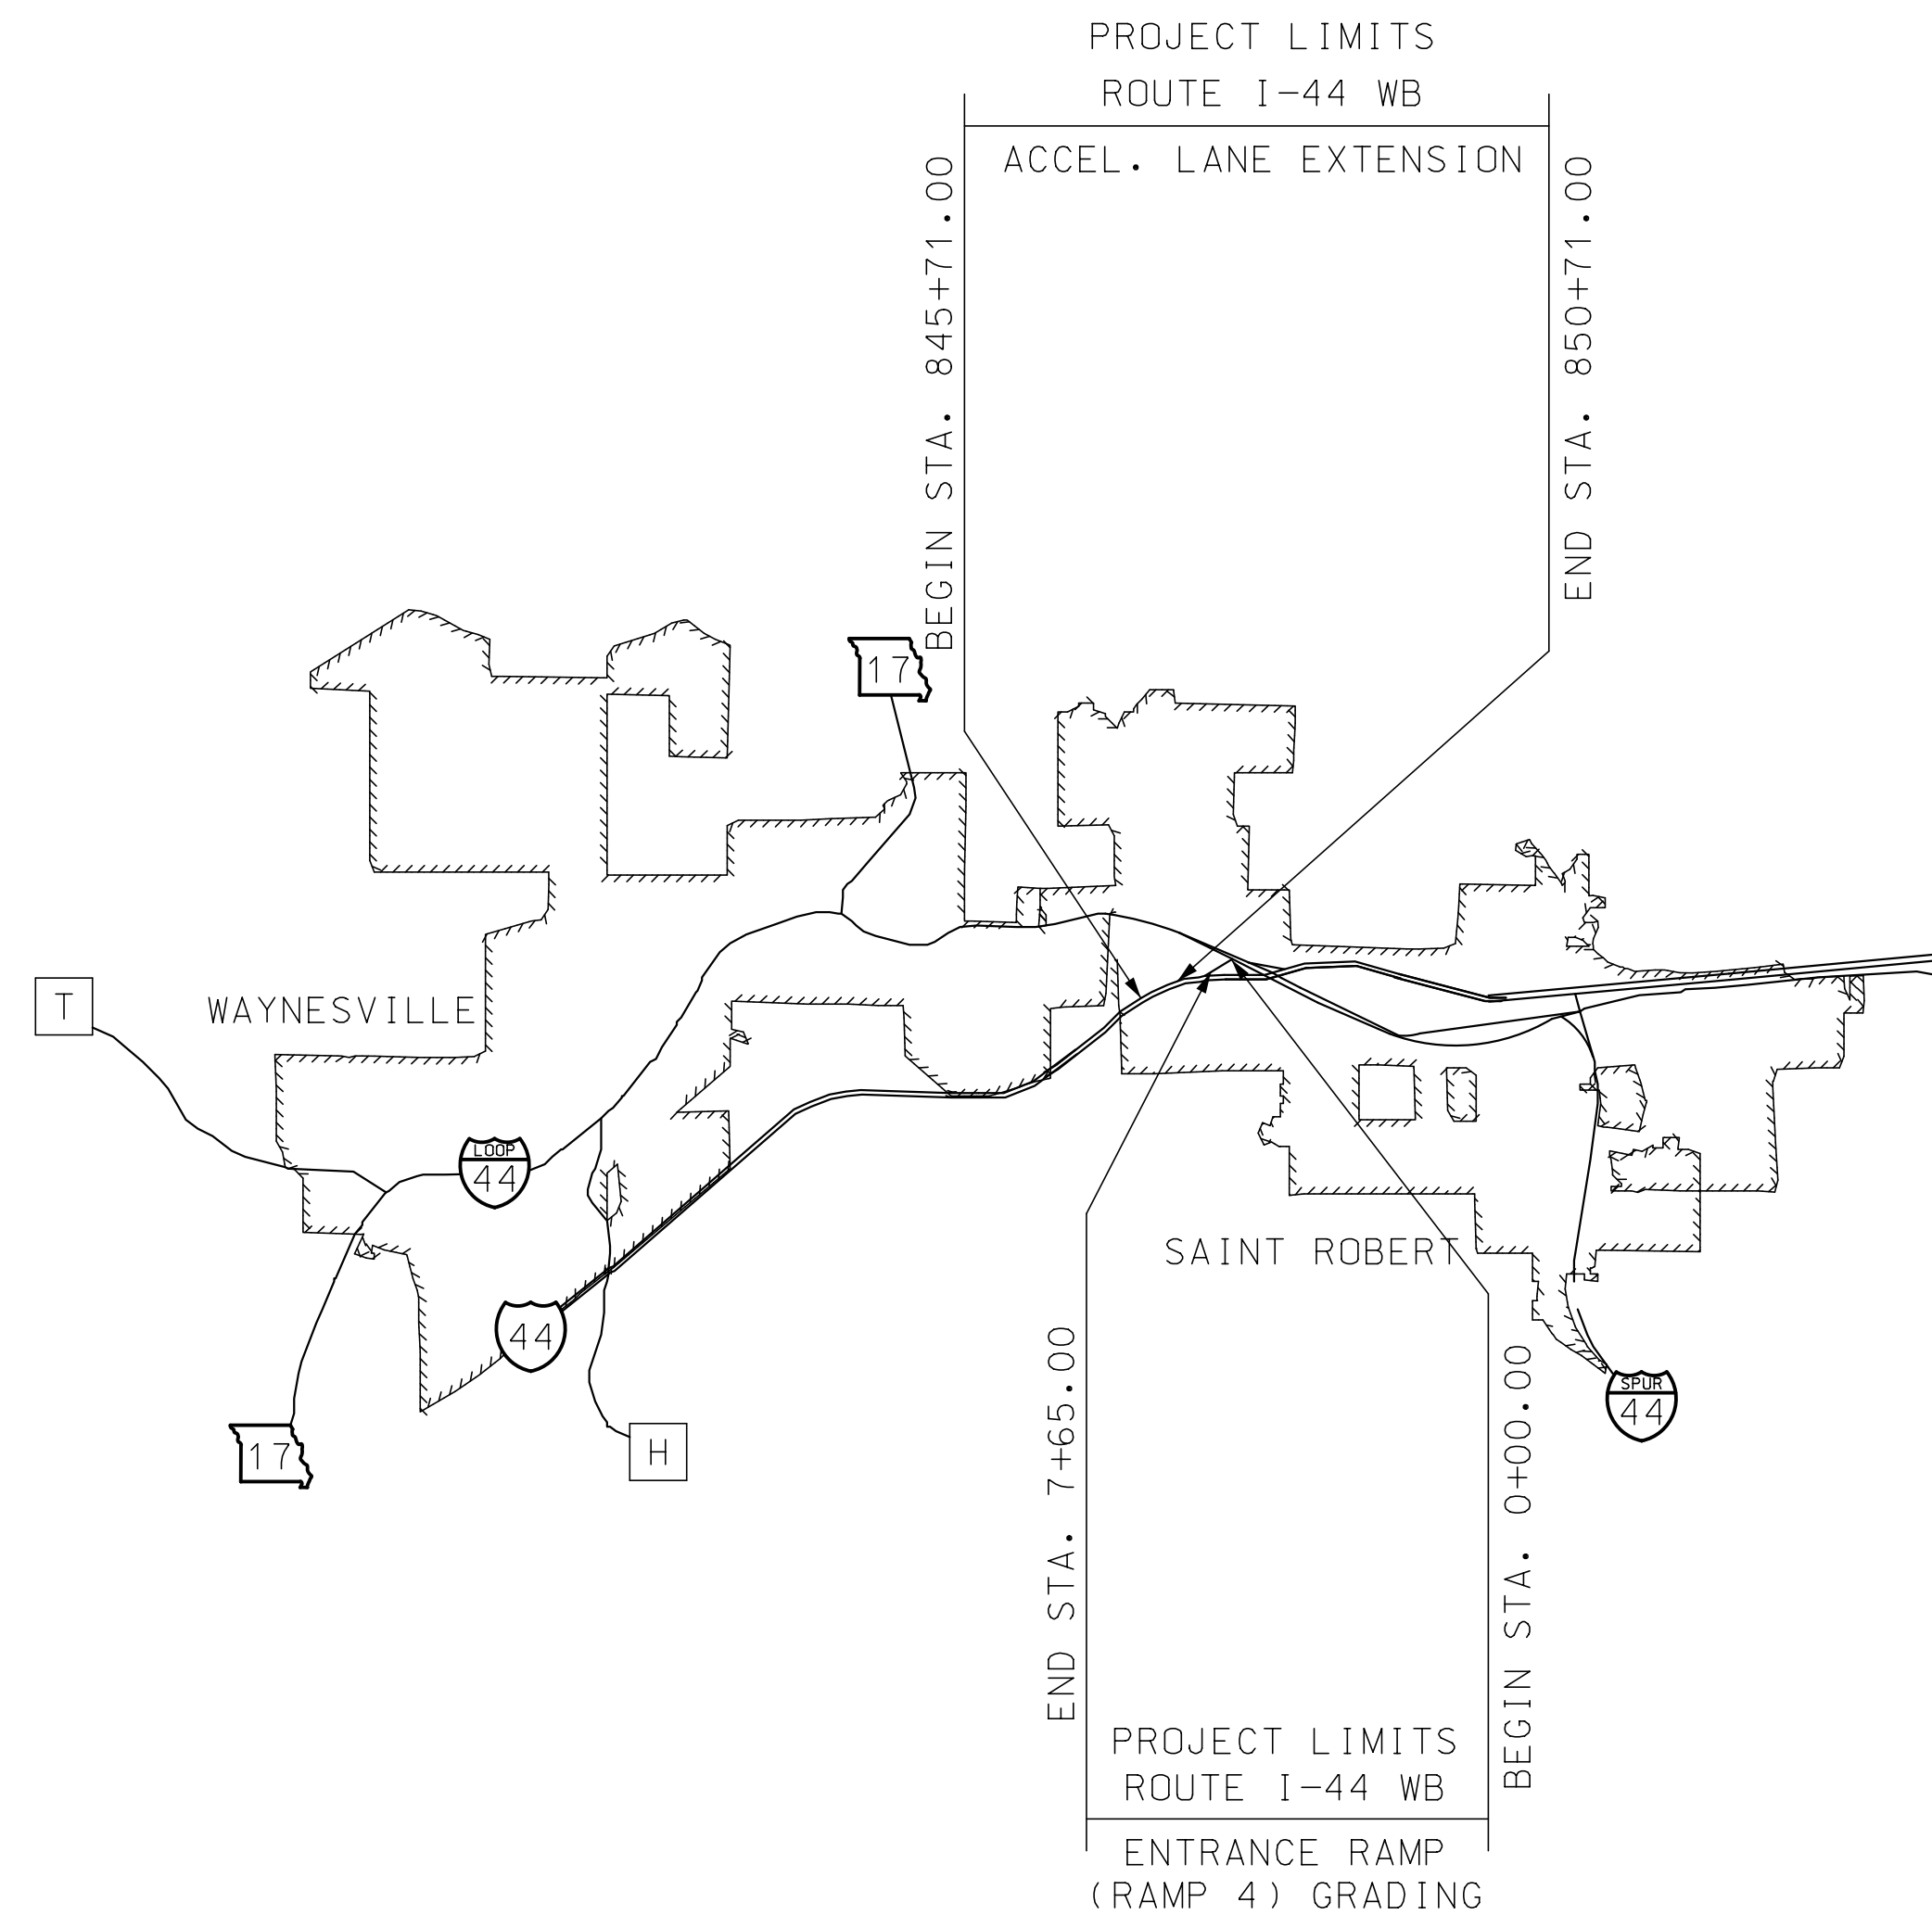 PROJECT LIMITS
ROUTE I-44 WB
ACCEL. LANE EXTENSION
BEGIN STA. 845+71.00
END STA. 850+71.00
17
T
WAYNESVILLE
LOOP
44
SAINT ROBERT
44
17
H
SPUR
44
END STA. 7+65.00
BEGIN STA. 0+00.00
PROJECT LIMITS
ROUTE I-44 WB
ENTRANCE RAMP
(RAMP 4) GRADING